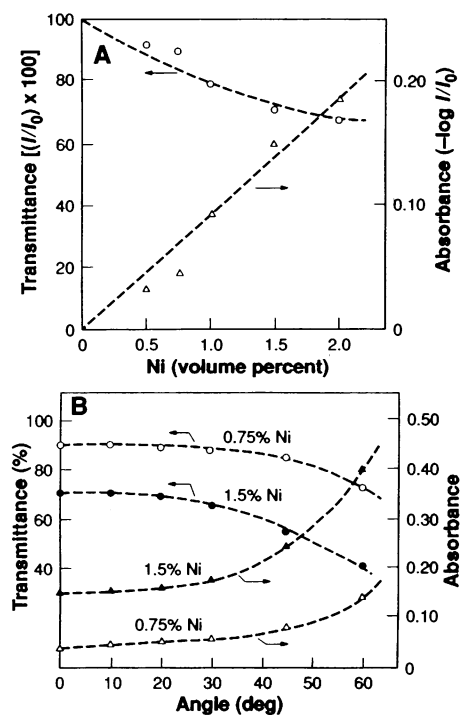 A
100
80
60
40
20
0
Transmittance [(I/I₀) x 100]
0.20
0.10
0
Absorbance (–log I/I₀)
0 0.5 1.0 1.5 2.0
Ni (volume percent)
B
100
80
60
40
Transmittance (%)
0.50
0.40
0.30
0.20
0.10
0
Absorbance
0.75% Ni
1.5% Ni
1.5% Ni
0.75% Ni
0 10 20 30 40 50 60
Angle (deg)